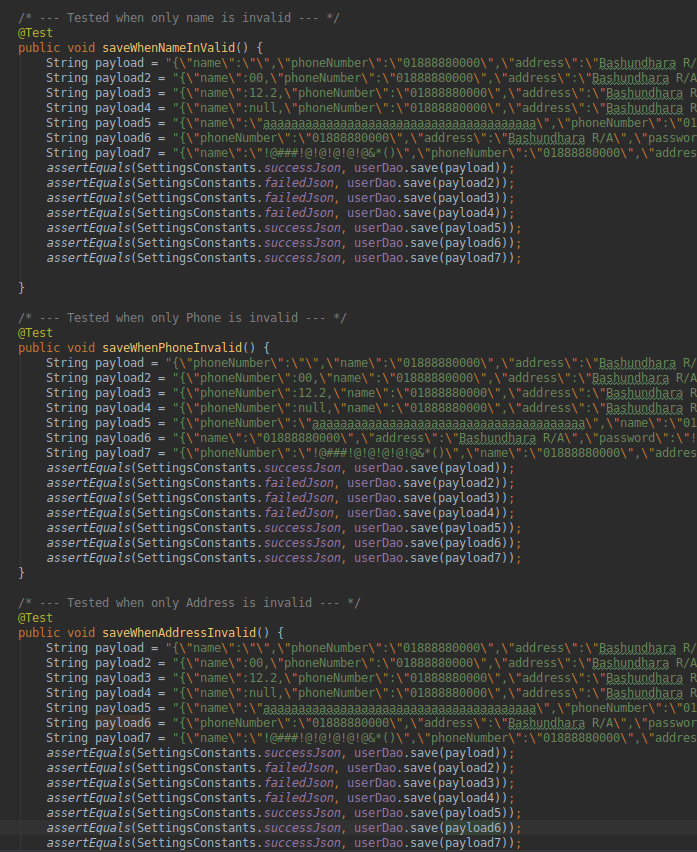 /* --- Tested when only name is invalid --- */
@Test
public void saveWhenNameInValid() {
String payload = "{\"name\":\"\",\"phoneNumber\":\"01888880000\",\"address\":\"Bashundhara R/
String payload2 = "{\"name\":00,\"phoneNumber\":\"01888880000\",\"address\":\"Bashundhara R/A
String payload3 = "{\"name\":12.2,\"phoneNumber\":\"01888880000\",\"address\":\"Bashundhara R
String payload4 = "{\"name\":null,\"phoneNumber\":\"01888880000\",\"address\":\"Bashundhara R
String payload5 = "{\"name\":\"aaaaaaaaaaaaaaaaaaaaaaaaaaaaaaaaaaaaaaa\",\"phoneNumber\":\"01
String payload6 = "{\"phoneNumber\":\"01888880000\",\"address\":\"Bashundhara R/A\",\"passwor
String payload7 = "{\"name\":\"!@###!@!@!@!@!@&*()\",\"phoneNumber\":\"01888880000\",\"addres
assertEquals(SettingsConstants.successJson, userDao.save(payload));
assertEquals(SettingsConstants.failedJson, userDao.save(payload2));
assertEquals(SettingsConstants.failedJson, userDao.save(payload3));
assertEquals(SettingsConstants.failedJson, userDao.save(payload4));
assertEquals(SettingsConstants.successJson, userDao.save(payload5));
assertEquals(SettingsConstants.successJson, userDao.save(payload6));
assertEquals(SettingsConstants.successJson, userDao.save(payload7));
}
/* --- Tested when only Phone is invalid --- */
@Test
public void saveWhenPhoneInvalid() {
String payload = "{\"phoneNumber\":\"\",\"name\":\"01888880000\",\"address\":\"Bashundhara R/
String payload2 = "{\"phoneNumber\":00,\"name\":\"01888880000\",\"address\":\"Bashundhara R/A
String payload3 = "{\"phoneNumber\":12.2,\"name\":\"01888880000\",\"address\":\"Bashundhara R
String payload4 = "{\"phoneNumber\":null,\"name\":\"01888880000\",\"address\":\"Bashundhara R
String payload5 = "{\"phoneNumber\":\"aaaaaaaaaaaaaaaaaaaaaaaaaaaaaaaaaaaaaaa\",\"name\":\"01
String payload6 = "{\"name\":\"01888880000\",\"address\":\"Bashundhara R/A\",\"password\":\"!
String payload7 = "{\"phoneNumber\":\"!@###!@!@!@!@!@&*()\",\"name\":\"01888880000\",\"addres
assertEquals(SettingsConstants.successJson, userDao.save(payload));
assertEquals(SettingsConstants.failedJson, userDao.save(payload2));
assertEquals(SettingsConstants.failedJson, userDao.save(payload3));
assertEquals(SettingsConstants.failedJson, userDao.save(payload4));
assertEquals(SettingsConstants.successJson, userDao.save(payload5));
assertEquals(SettingsConstants.successJson, userDao.save(payload6));
assertEquals(SettingsConstants.successJson, userDao.save(payload7));
}
/* --- Tested when only Address is invalid --- */
@Test
public void saveWhenAddressInvalid() {
String payload = "{\"name\":\"\",\"phoneNumber\":\"01888880000\",\"address\":\"Bashundhara R/
String payload2 = "{\"name\":00,\"phoneNumber\":\"01888880000\",\"address\":\"Bashundhara R/A
String payload3 = "{\"name\":12.2,\"phoneNumber\":\"01888880000\",\"address\":\"Bashundhara R
String payload4 = "{\"name\":null,\"phoneNumber\":\"01888880000\",\"address\":\"Bashundhara R
String payload5 = "{\"name\":\"aaaaaaaaaaaaaaaaaaaaaaaaaaaaaaaaaaaaaaa\",\"phoneNumber\":\"01
String payload6 = "{\"phoneNumber\":\"01888880000\",\"address\":\"Bashundhara R/A\",\"passwor
String payload7 = "{\"name\":\"!@###!@!@!@!@!@&*()\",\"phoneNumber\":\"01888880000\",\"addres
assertEquals(SettingsConstants.successJson, userDao.save(payload));
assertEquals(SettingsConstants.failedJson, userDao.save(payload2));
assertEquals(SettingsConstants.failedJson, userDao.save(payload3));
assertEquals(SettingsConstants.failedJson, userDao.save(payload4));
assertEquals(SettingsConstants.successJson, userDao.save(payload5));
assertEquals(SettingsConstants.successJson, userDao.save(payload6));
assertEquals(SettingsConstants.successJson, userDao.save(payload7));